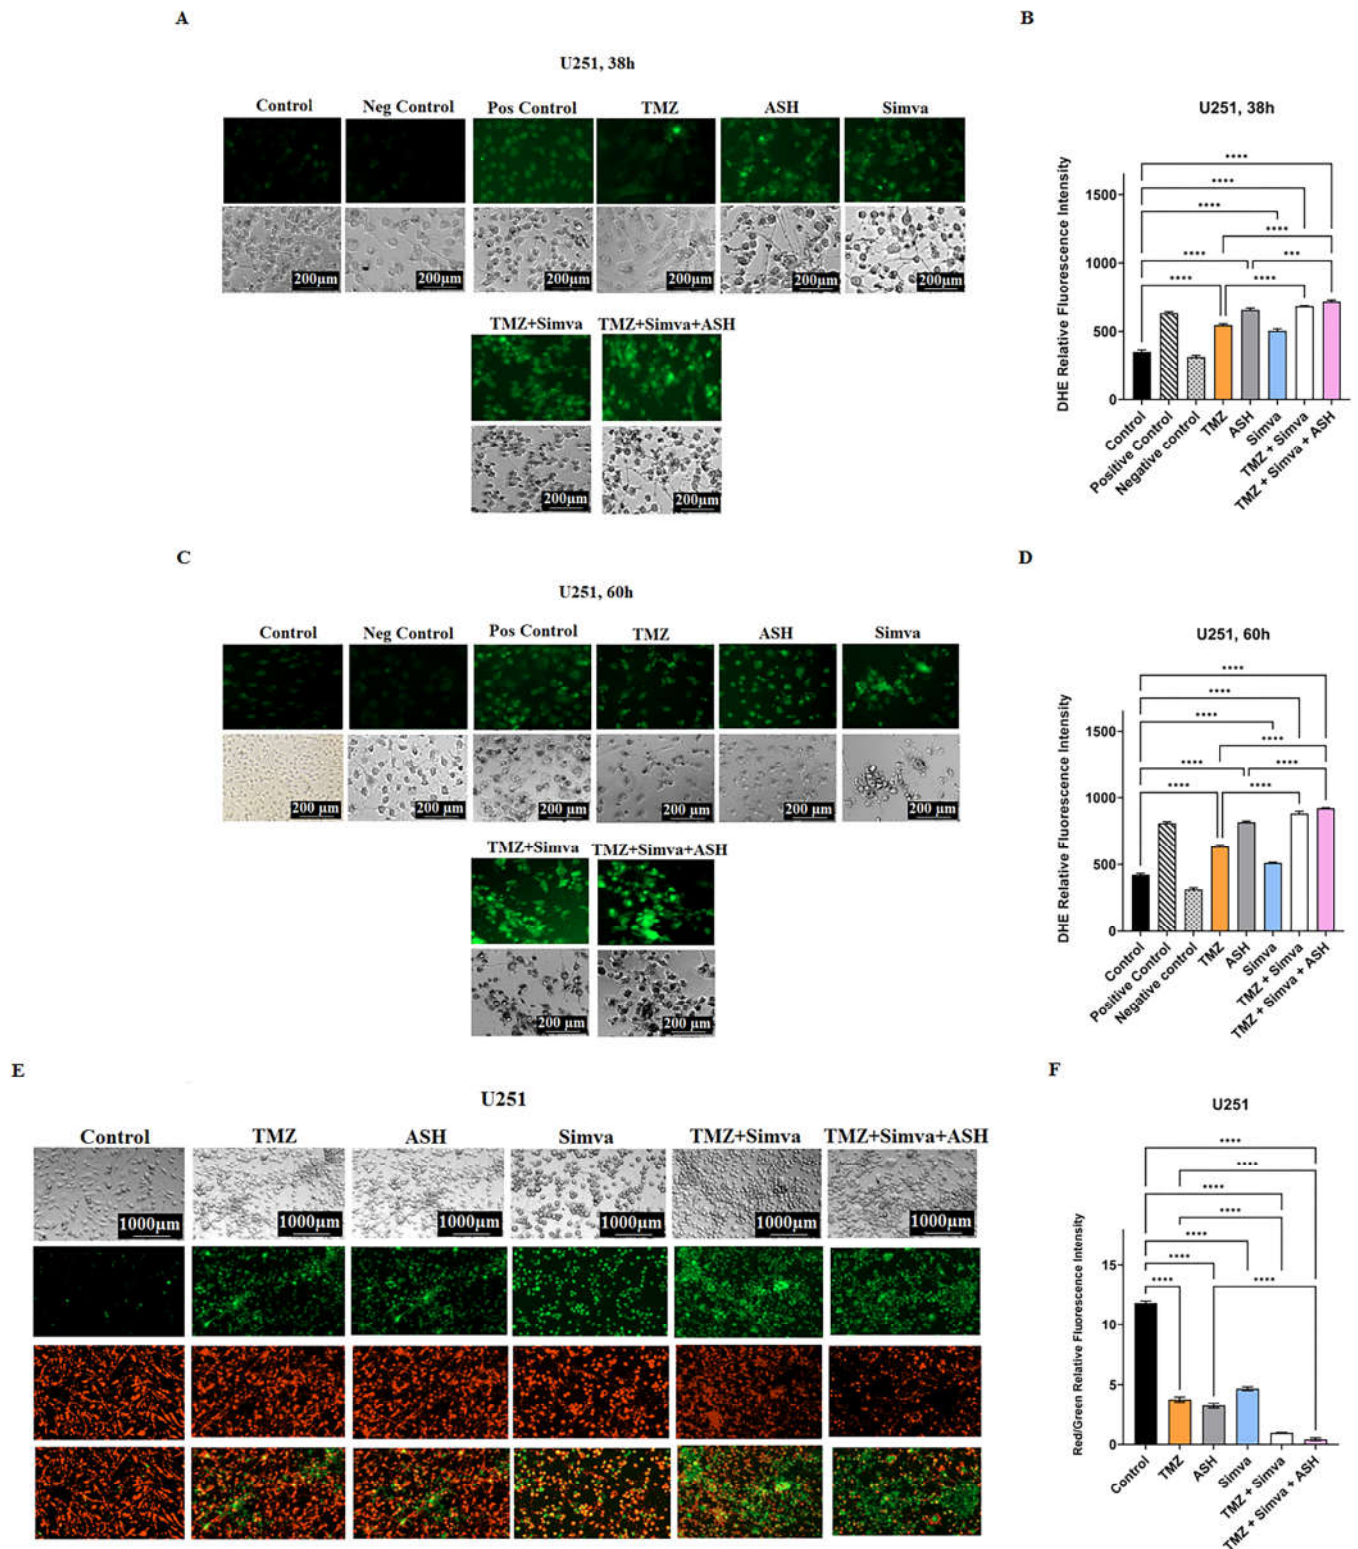 A
B
U251, 38h
Control Neg Control Pos Control TMZ ASH Simva
200µm 200µm 200µm 200µm 200µm 200µm
TMZ+Simva TMZ+Simva+ASH
200µm 200µm
U251, 38h
DHE Relative Fluorescence Intensity
1500
1000
500
0
****
****
****
****
**** ***
**** ****
Control
Positive Control
Negative control
TMZ
ASH
Simva
TMZ + Simva
TMZ + Simva + ASH
C
D
U251, 60h
Control Neg Control Pos Control TMZ ASH Simva
200 µm 200 µm 200 µm 200 µm 200 µm 200 µm
TMZ+Simva TMZ+Simva+ASH
200 µm 200 µm
U251, 60h
DHE Relative Fluorescence Intensity
1500
1000
500
0
****
****
****
****
**** ****
**** ****
Control
Positive Control
Negative control
TMZ
ASH
Simva
TMZ + Simva
TMZ + Simva + ASH
E
F
U251
Control TMZ ASH Simva TMZ+Simva TMZ+Simva+ASH
1000µm 1000µm 1000µm 1000µm 1000µm 1000µm
U251
Red/Green Relative Fluorescence Intensity
15
10
5
0
****
****
****
****
****
****
**** ****
Control
TMZ
ASH
Simva
TMZ + Simva
TMZ + Simva + ASH